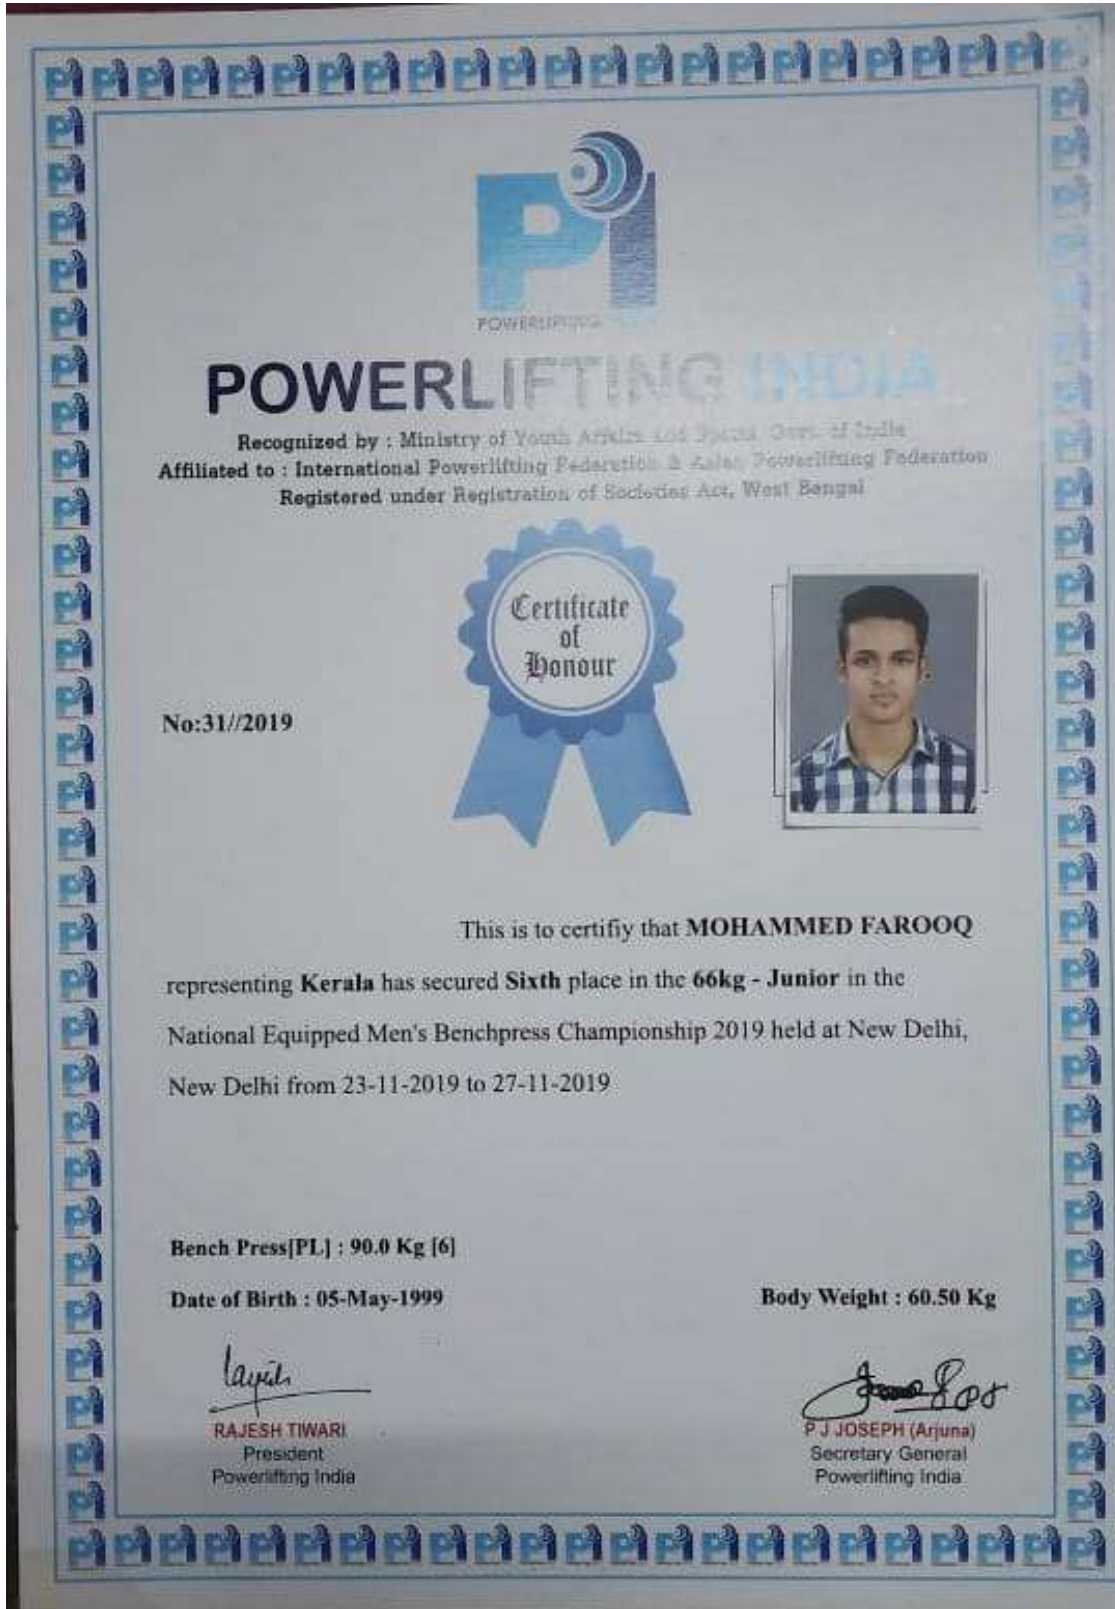 POWERLIFTING
POWERLIFTING INDIA
Recognized by : Ministry of Youth Affairs and Sports Govt. of India
Affiliated to : International Powerlifting Federation & Asian Powerlifting Federation
Registered under Registration of Societies Act, West Bengal
Certificate
of
Honour
No:31//2019
This is to certifiy that MOHAMMED FAROOQ
representing Kerala has secured Sixth place in the 66kg - Junior in the
National Equipped Men's Benchpress Championship 2019 held at New Delhi,
New Delhi from 23-11-2019 to 27-11-2019
Bench Press[PL] : 90.0 Kg [6]
Date of Birth : 05-May-1999
Body Weight : 60.50 Kg
RAJESH TIWARI
President
Powerlifting India
P J JOSEPH (Arjuna)
Secretary General
Powerlifting India